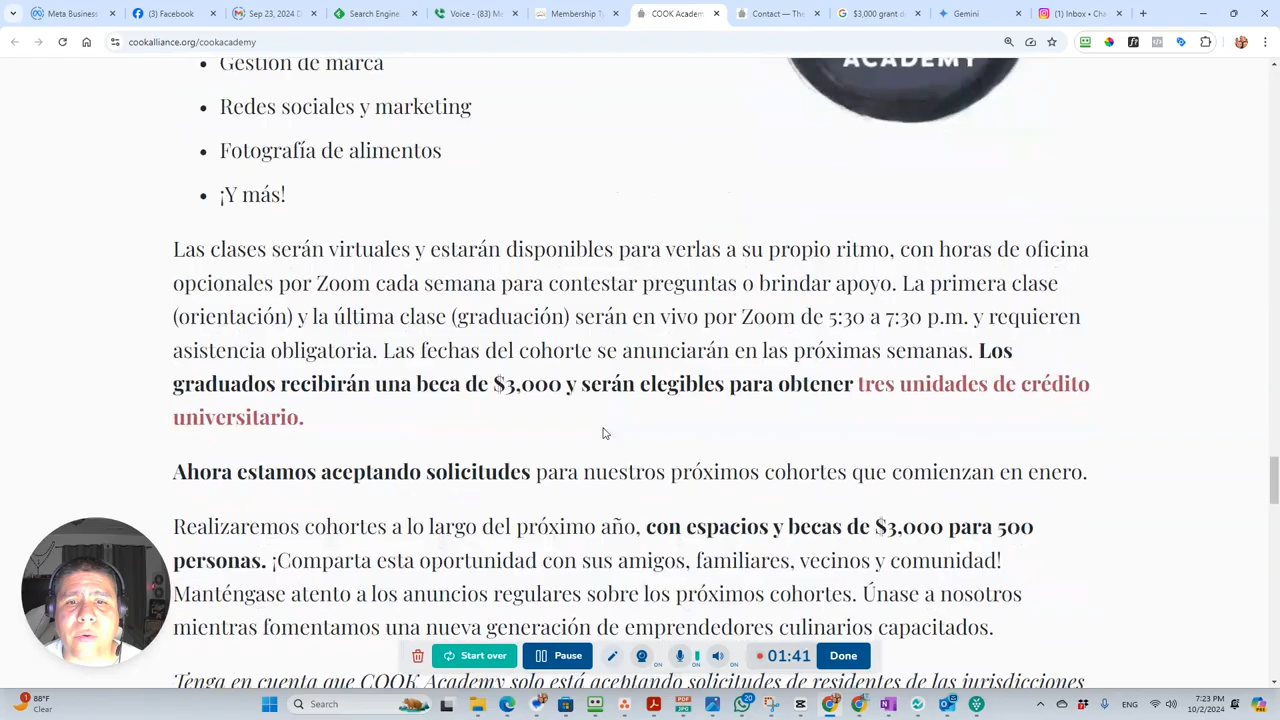 Meta Business
(3) Facebook
Sep 23, 2024 D
Search Engine
Voice - (83) M
Membership T
COOK Academ
Contact — The
$3,000 grant d
Gemini
(1) Inbox • Cha
cookalliance.org/cookacademy
Gestión de marca
ACADEMY
Redes sociales y marketing
Fotografía de alimentos
¡Y más!
Las clases serán virtuales y estarán disponibles para verlas a su propio ritmo, con horas de oficina
opcionales por Zoom cada semana para contestar preguntas o brindar apoyo. La primera clase
(orientación) y la última clase (graduación) serán en vivo por Zoom de 5:30 a 7:30 p.m. y requieren
asistencia obligatoria. Las fechas del cohorte se anunciarán en las próximas semanas. Los
graduados recibirán una beca de $3,000 y serán elegibles para obtener tres unidades de crédito
universitario.
Ahora estamos aceptando solicitudes para nuestros próximos cohortes que comienzan en enero.
Realizaremos cohortes a lo largo del próximo año, con espacios y becas de $3,000 para 500
personas. ¡Comparta esta oportunidad con sus amigos, familiares, vecinos y comunidad!
Manténgase atento a los anuncios regulares sobre los próximos cohortes. Únase a nosotros
mientras fomentamos una nueva generación de emprendedores culinarios capacitados.
Start over
Pause
ON
ON
ON
01:41
Done
Tenga en cuenta que COOK Academy solo está aceptando solicitudes de residentes de las jurisdicciones
88°F
Clear
Search
20
ENG
7:23 PM
10/2/2024